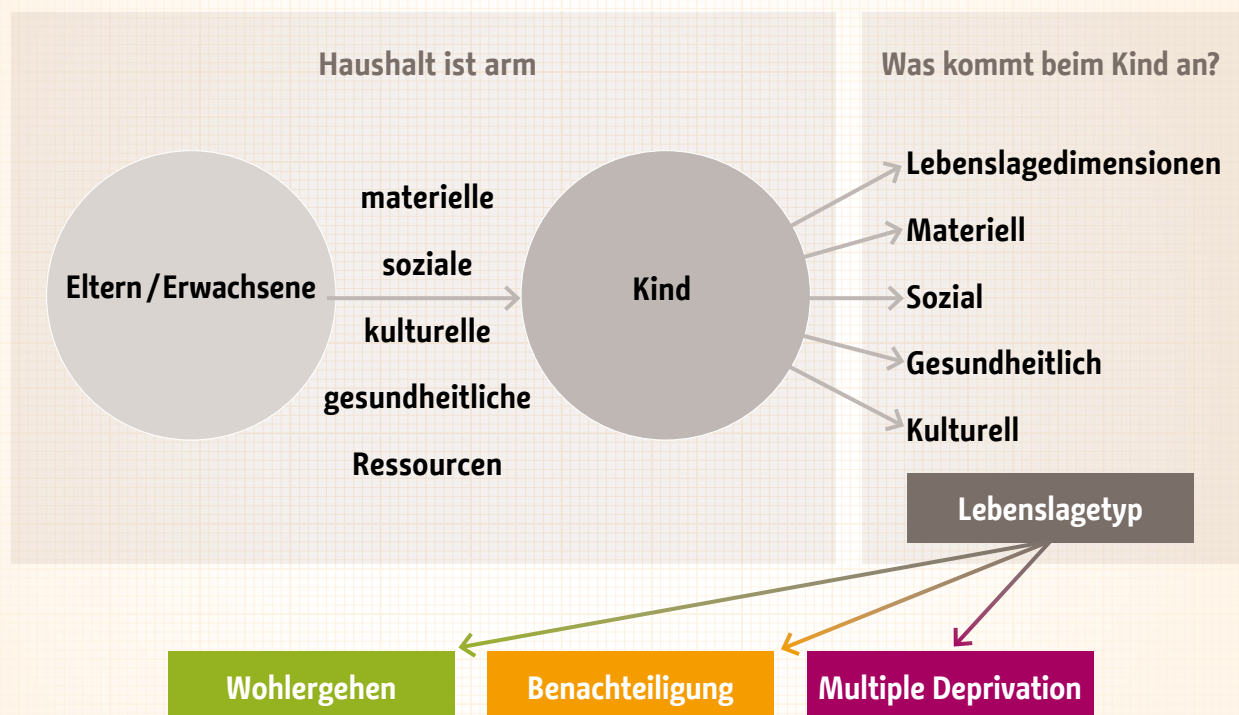 Haushalt ist arm
Was kommt beim Kind an?
Eltern / Erwachsene
materielle
soziale
kulturelle
gesundheitliche
Ressourcen
Kind
Lebenslagedimensionen
Materiell
Sozial
Gesundheitlich
Kulturell
Lebenslagetyp
Wohlergehen
Benachteiligung
Multiple Deprivation